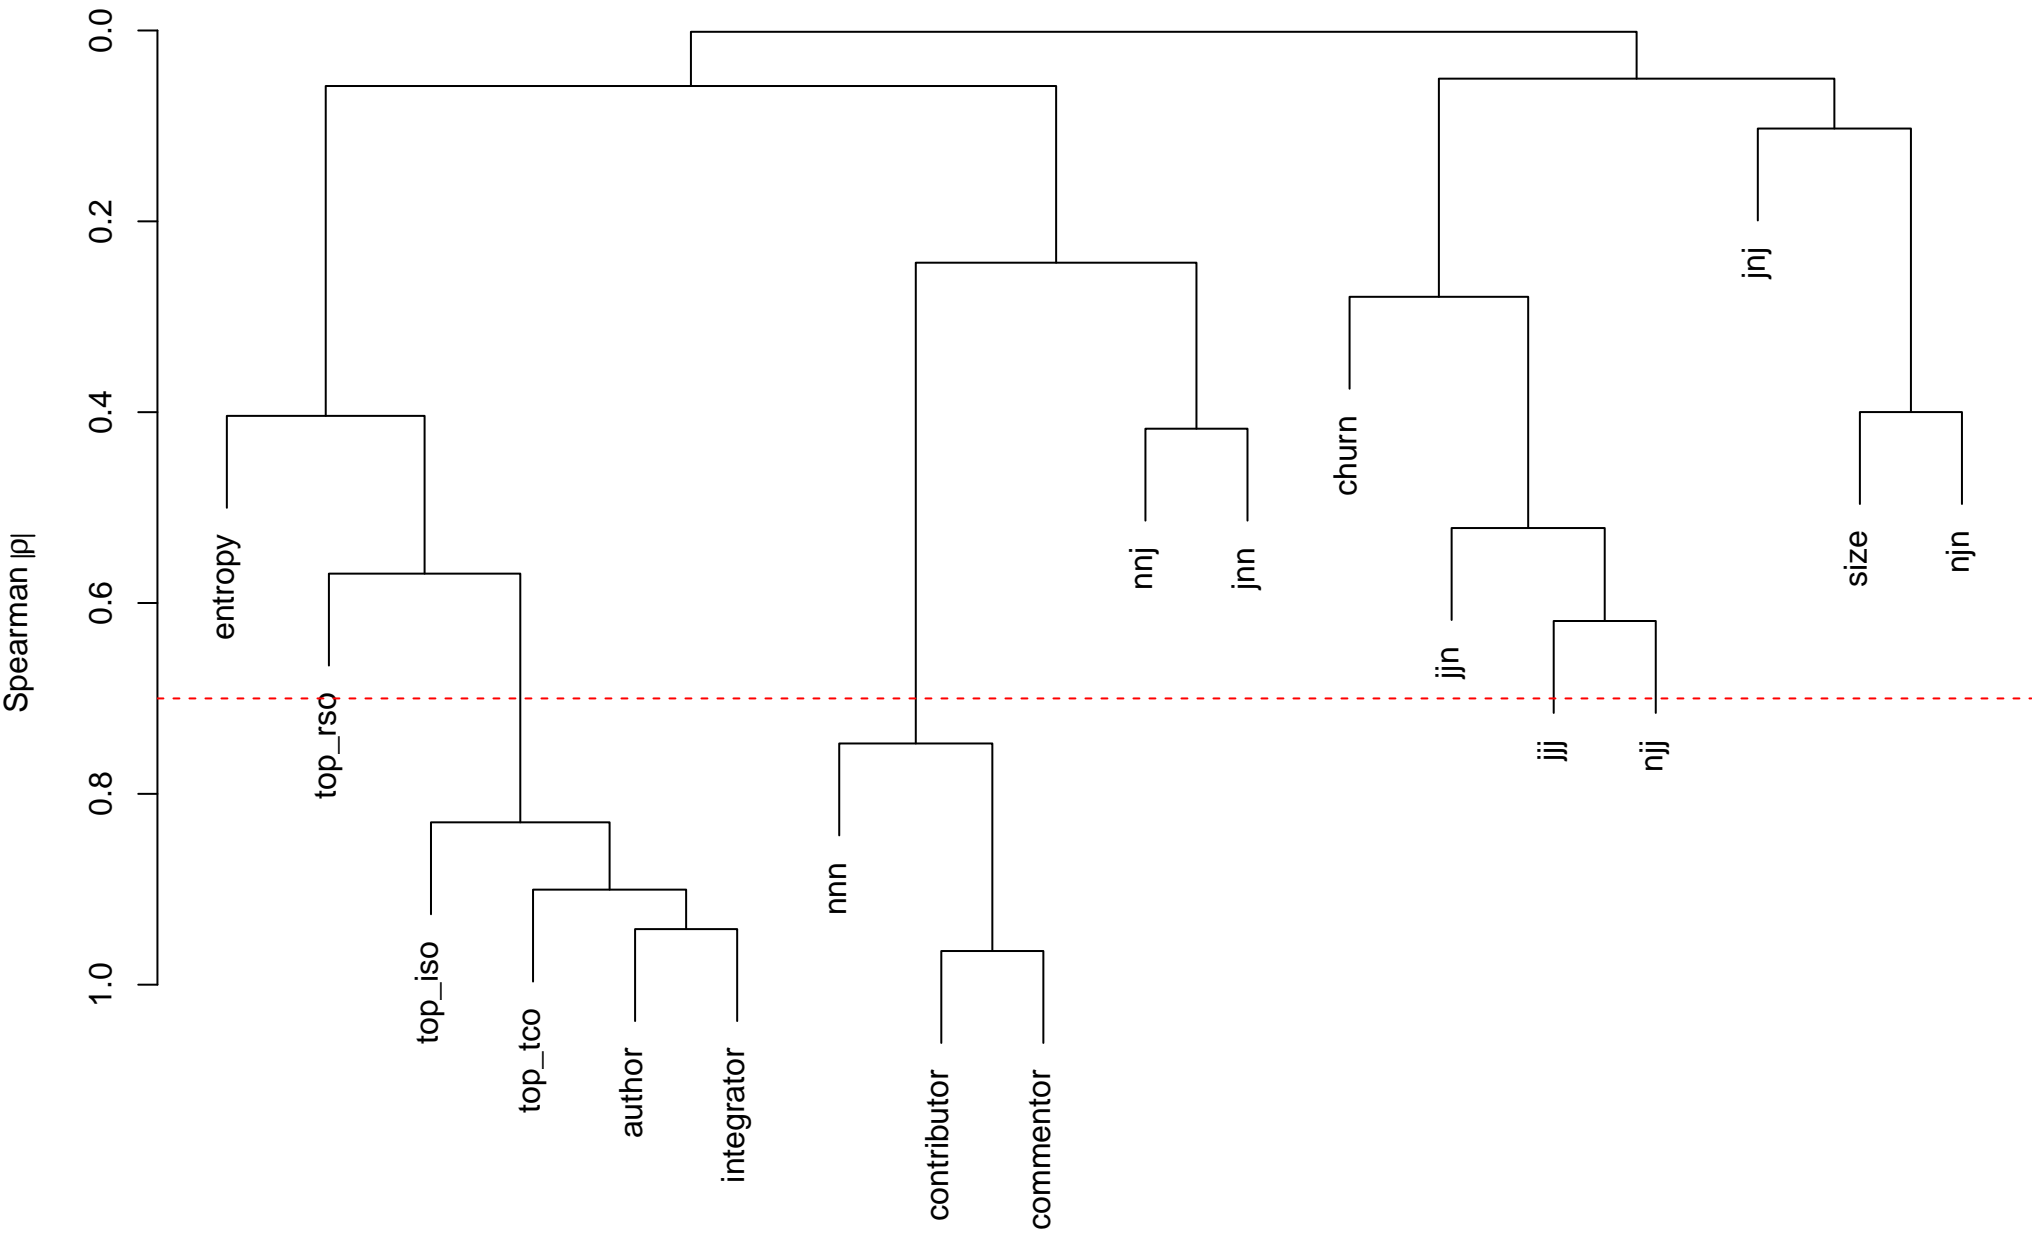 Spearman |ρ|
0.0
0.2
0.4
0.6
0.8
1.0
entropy
top_rso
top_iso
top_tco
author
integrator
nnn
contributor
commentor
nnj
jnn
churn
jjn
jjj
njj
jnj
size
njn